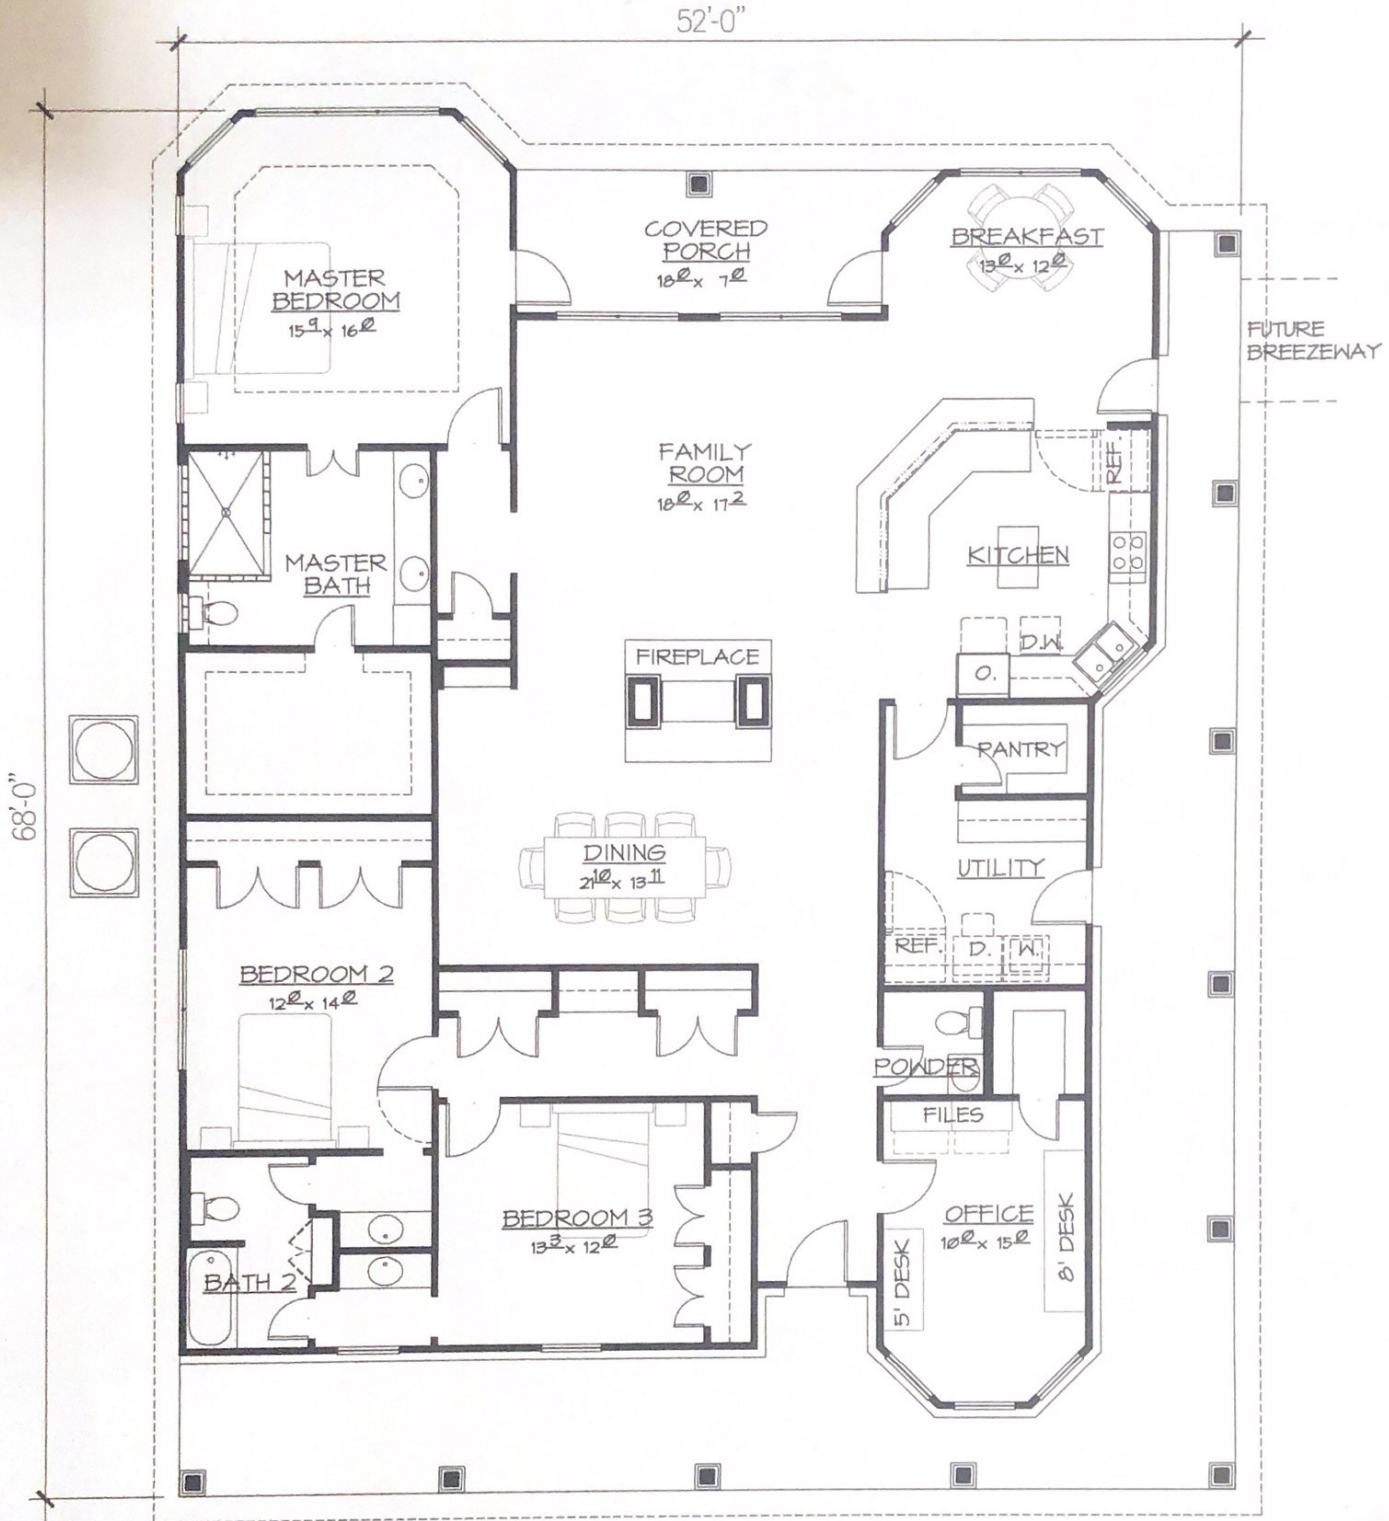 52'-0"
COVERED
PORCH
18⁰ x 7⁰
BREAKFAST
13⁰ x 12⁰
MASTER
BEDROOM
15⁹ x 16⁰
FUTURE
BREEZEWAY
FAMILY
ROOM
18⁰ x 17²
REF.
KITCHEN
MASTER
BATH
D.W.
FIREPLACE
O.
PANTRY
68'-0"
DINING
21¹⁰ x 13¹¹
UTILITY
REF.
D.
W.
BEDROOM 2
12⁰ x 14⁰
POWDER
FILES
BEDROOM 3
13³ x 12⁰
OFFICE
10⁰ x 15⁰
8' DESK
5' DESK
BATH 2